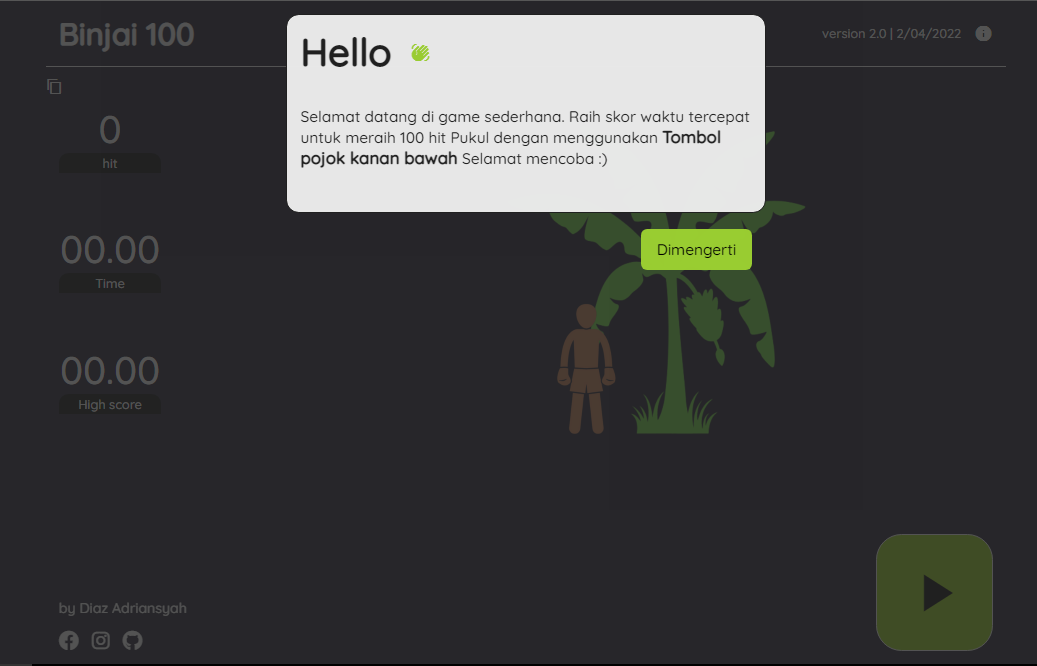 Binjai 100
version 2.0 | 2/04/2022
Hello
Selamat datang di game sederhana. Raih skor waktu tercepat
untuk meraih 100 hit Pukul dengan menggunakan Tombol
pojok kanan bawah Selamat mencoba :)
Dimengerti
0
hit
00.00
Time
00.00
High score
by Diaz Adriansyah